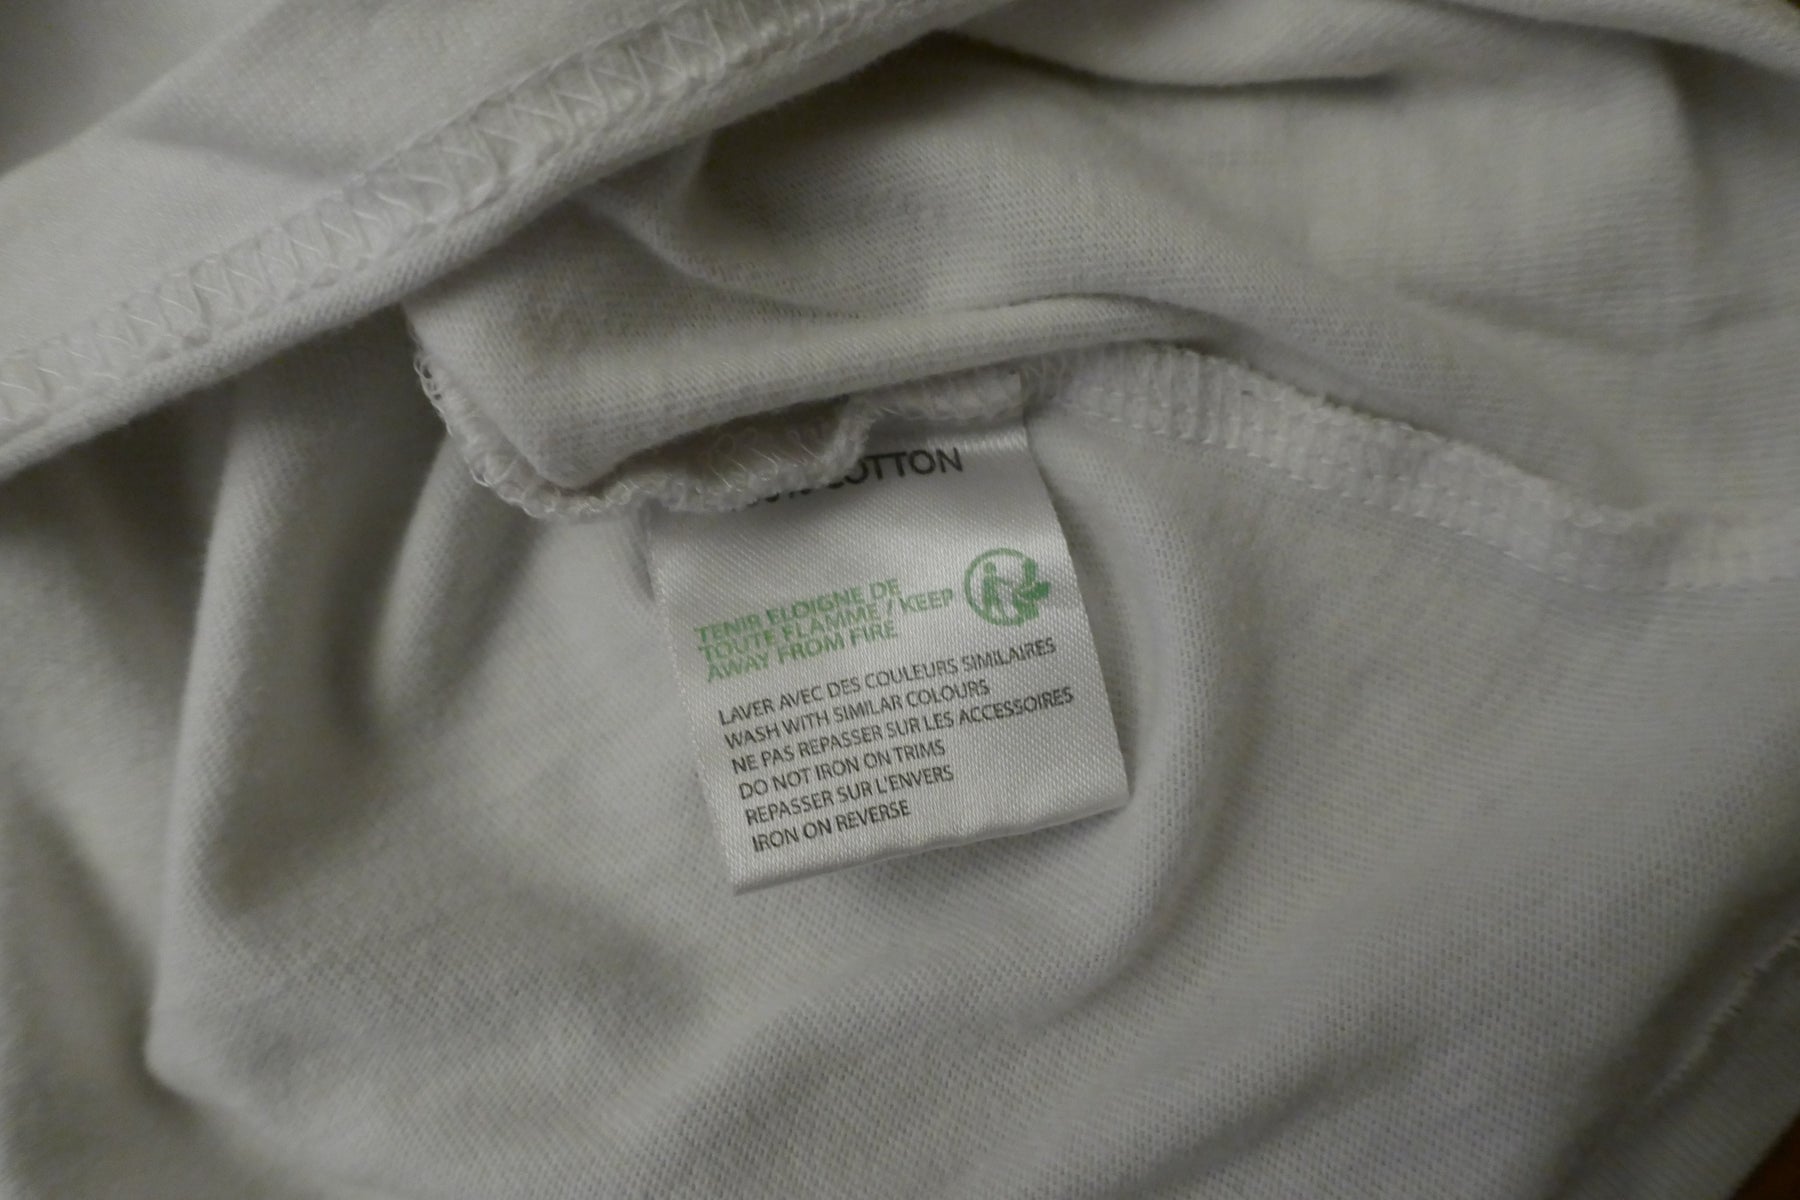 COTTON
TENIR ELOIGNE DE
TOUTE FLAMME / KEEP
AWAY FROM FIRE
LAVER AVEC DES COULEURS SIMILAIRES
WASH WITH SIMILAR COLOURS
NE PAS REPASSER SUR LES ACCESSOIRES
DO NOT IRON ON TRIMS
REPASSER SUR L'ENVERS
IRON ON REVERSE